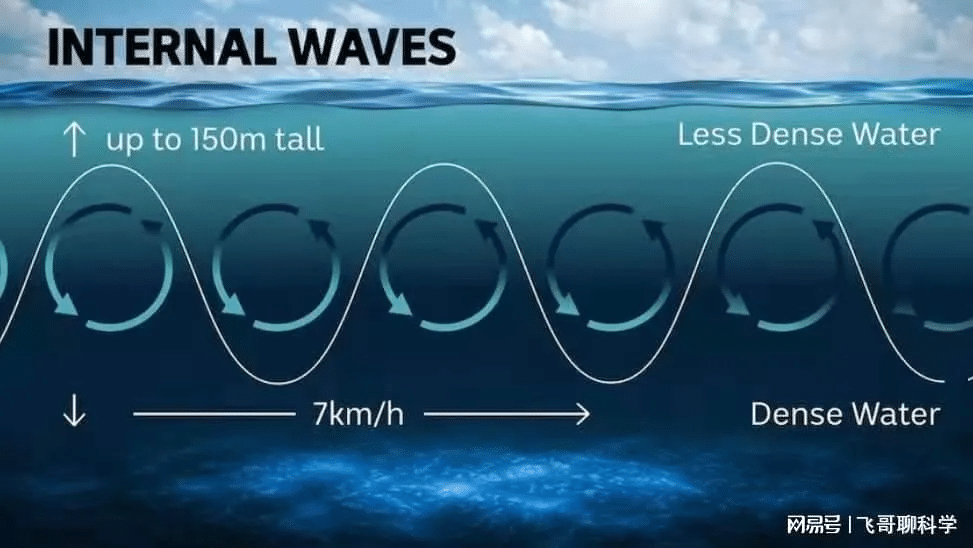 INTERNAL WAVES
up to 150m tall
Less Dense Water
7km/h
Dense Water
网易号 | 飞哥聊科学